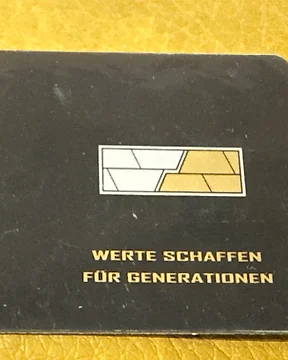 WERTE SCHAFFEN
FÜR GENERATIONEN